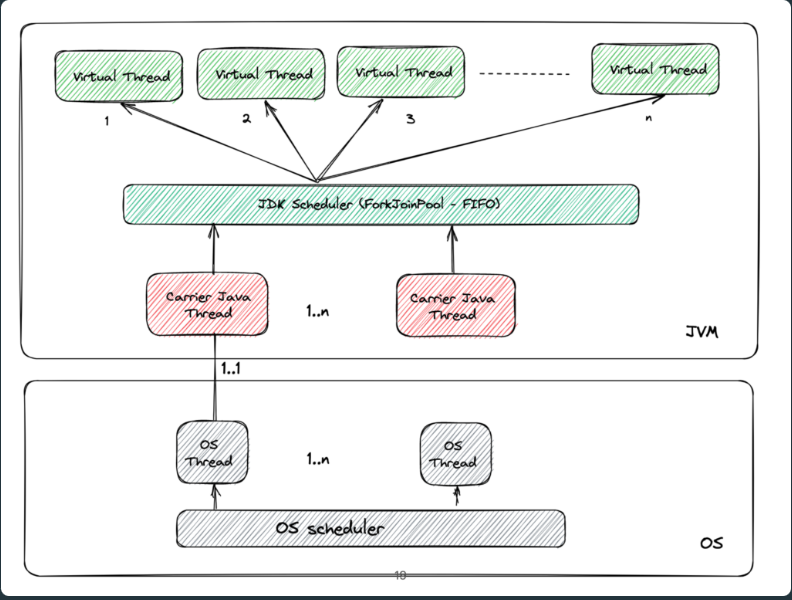 Virtual Thread
Virtual Thread
Virtual Thread
Virtual Thread
1
2
3
n
JDK Scheduler (ForkJoinPool - FIFO)
Carrier Java
Thread
1..n
Carrier Java
Thread
JVM
1..1
OS
Thread
1..n
OS
Thread
OS scheduler
OS
19